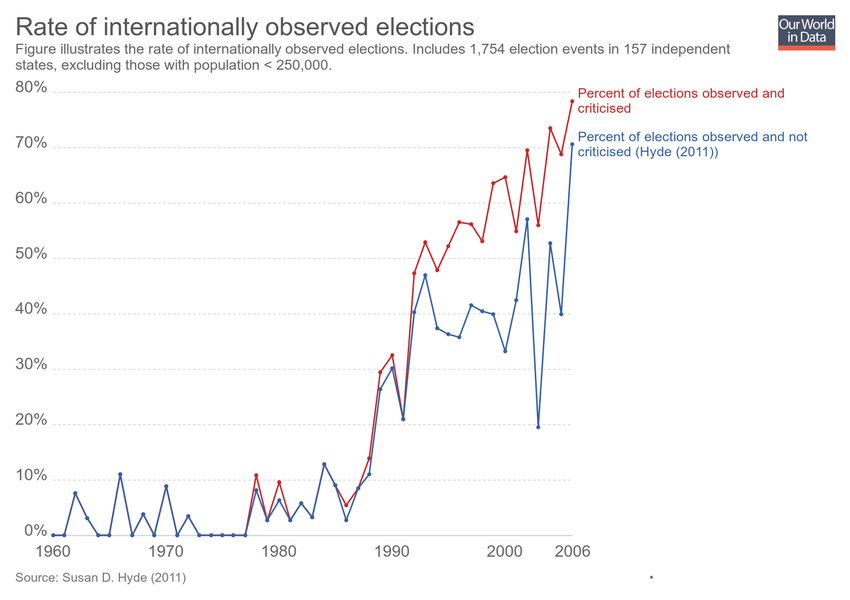 Rate of internationally observed elections
Our World
in Data
Figure illustrates the rate of internationally observed elections. Includes 1,754 election events in 157 independent
states, excluding those with population < 250,000.
80%
Percent of elections observed and
criticised
70%
Percent of elections observed and not
criticised (Hyde (2011))
60%
50%
40%
30%
20%
10%
0%
1960
1970
1980
1990
2000
2006
Source: Susan D. Hyde (2011)